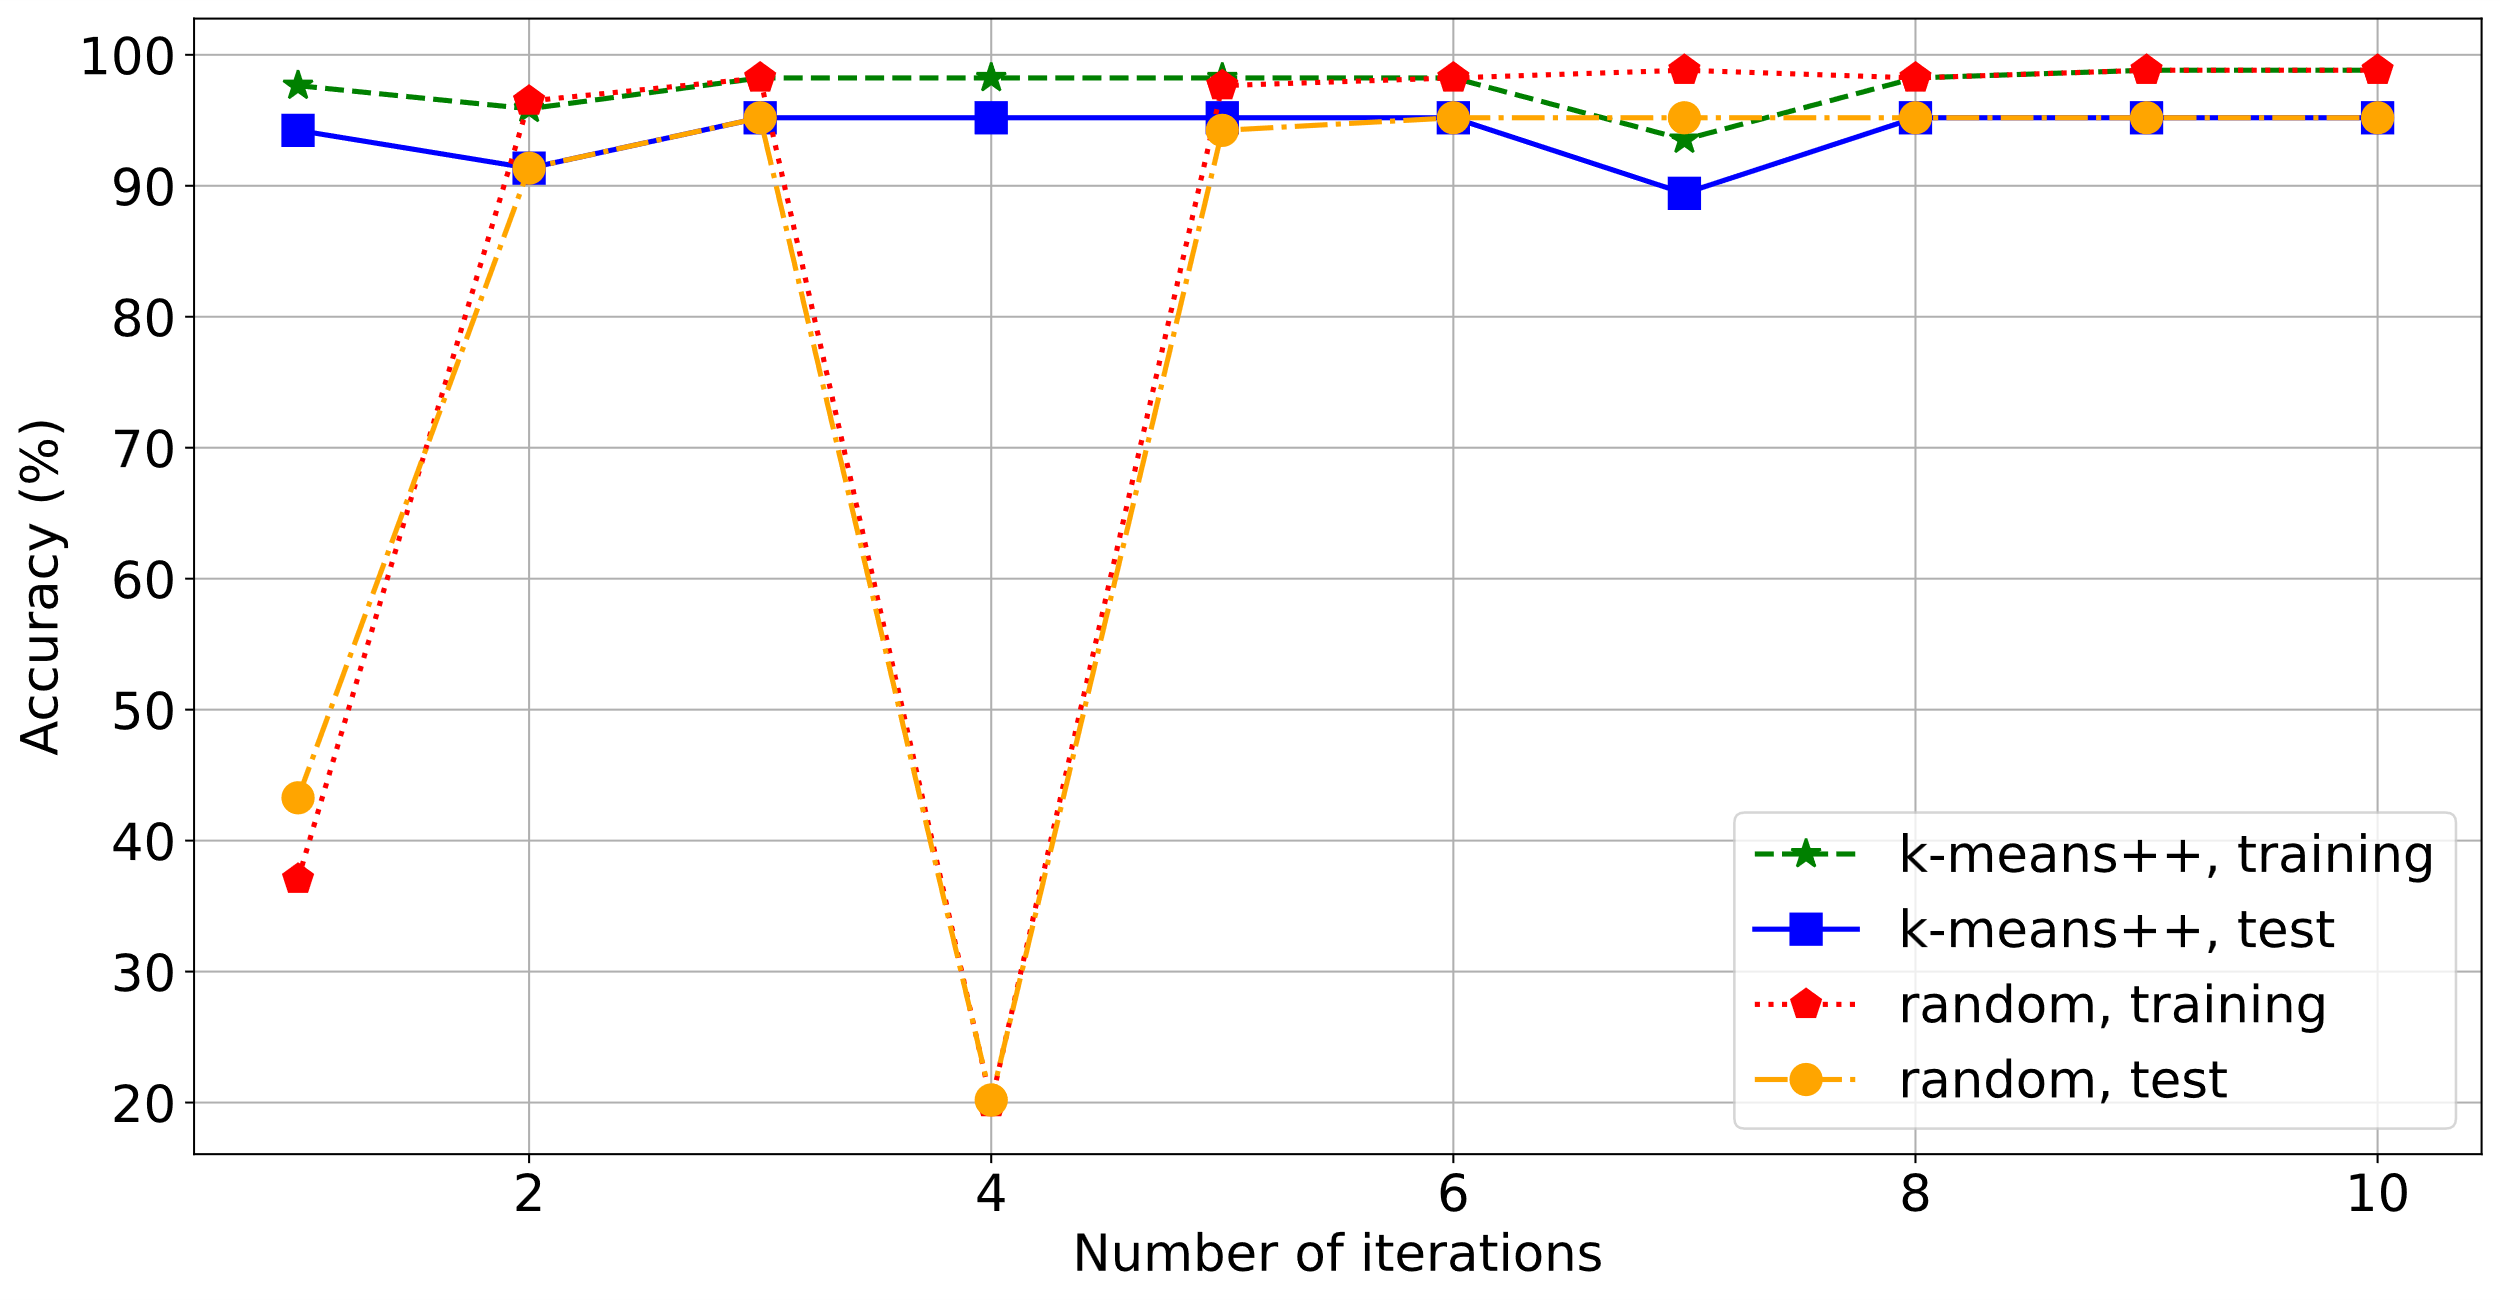 100
90
80
70
60
50
40
30
20
Accuracy (%)
k-means++, training
k-means++, test
random, training
random, test
2 4 6 8 10
Number of iterations